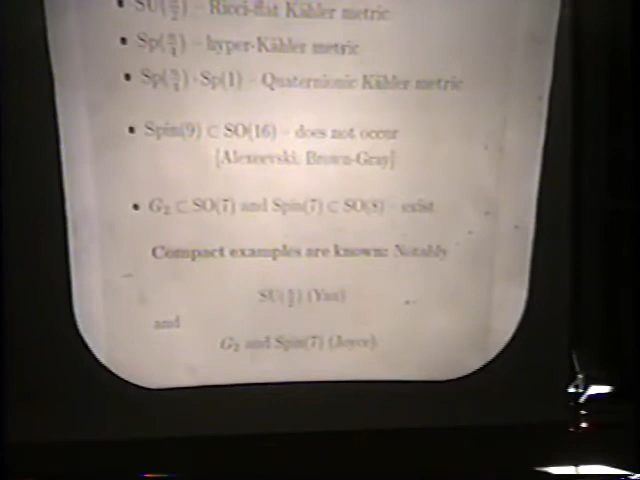 • SU(n/2) – Ricci-flat Kähler metric
• Sp(n/4) – hyper-Kähler metric
• Sp(n/4)·Sp(1) – Quaternionic Kähler metric
• Spin(9) ⊂ SO(16) – does not occur
[Alexeevski, Brown-Gray]
• G₂ ⊂ SO(7) and Spin(7) ⊂ SO(8) – exist
Compact examples are known: Notably
SU(n/2) (Yau)
and
G₂ and Spin(7) (Joyce)